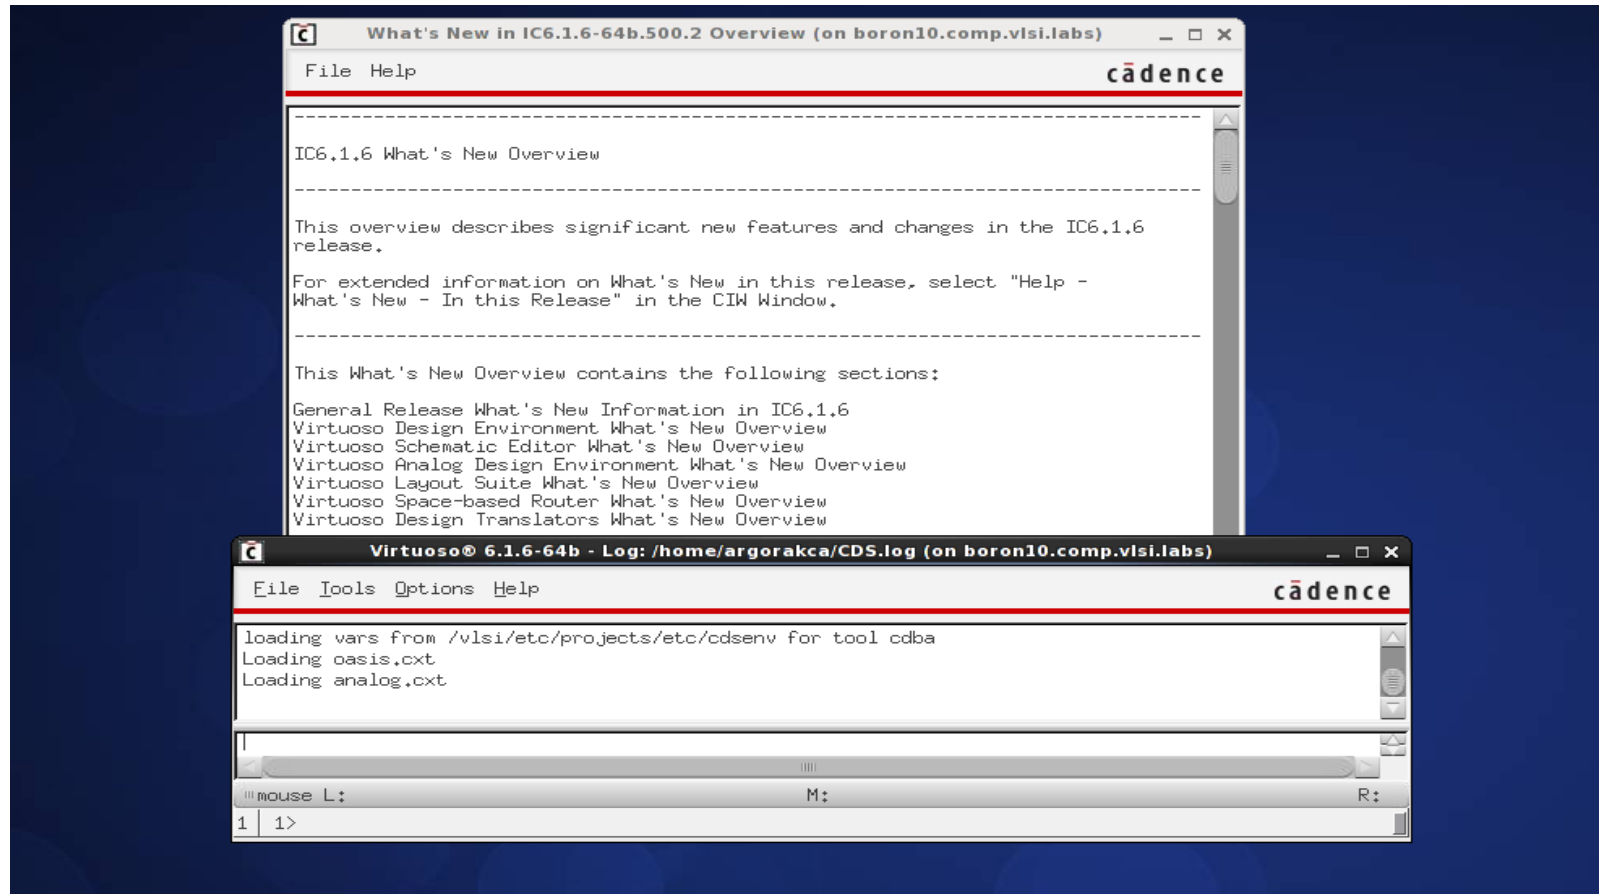 What's New in IC6.1.6-64b.500.2 Overview (on boron10.comp.vlsi.labs)
File Help
cādence
--------------------------------------------------------------------------------
IC6.1.6 What's New Overview
--------------------------------------------------------------------------------
This overview describes significant new features and changes in the IC6.1.6
release.
For extended information on What's New in this release, select "Help -
What's New - In this Release" in the CIW Window.
--------------------------------------------------------------------------------
This What's New Overview contains the following sections:
General Release What's New Information in IC6.1.6
Virtuoso Design Environment What's New Overview
Virtuoso Schematic Editor What's New Overview
Virtuoso Analog Design Environment What's New Overview
Virtuoso Layout Suite What's New Overview
Virtuoso Space-based Router What's New Overview
Virtuoso Design Translators What's New Overview
Virtuoso® 6.1.6-64b - Log: /home/argorakca/CDS.log (on boron10.comp.vlsi.labs)
File Tools Options Help
cādence
loading vars from /vlsi/etc/projects/etc/cdsenv for tool cdba
Loading oasis.cxt
Loading analog.cxt
mouse L: M: R:
1 1>